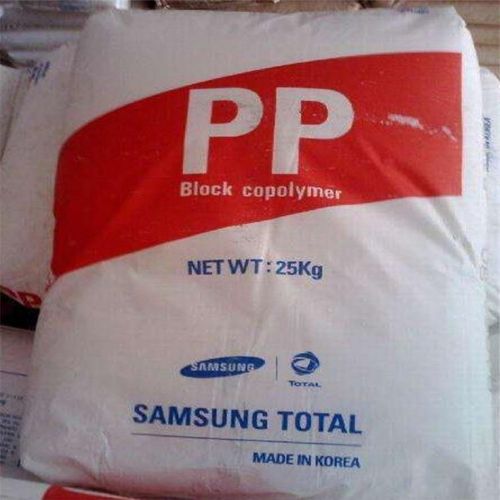 PP
Block copolymer
NET WT : 25Kg
SAMSUNG
TOTAL
SAMSUNG TOTAL
MADE IN KOREA